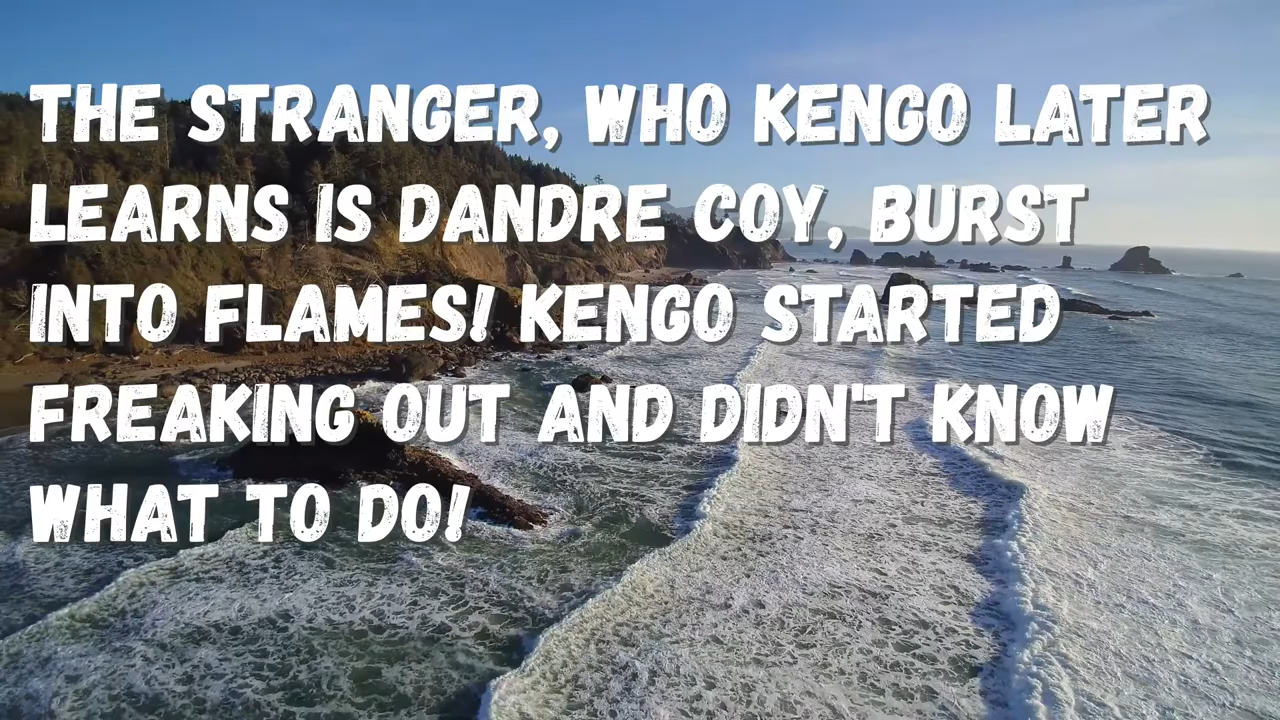 THE STRANGER, WHO KENGO LATER
LEARNS IS DANDRE COY, BURST
INTO FLAMES! KENGO STARTED
FREAKING OUT AND DIDN'T KNOW
WHAT TO DO!